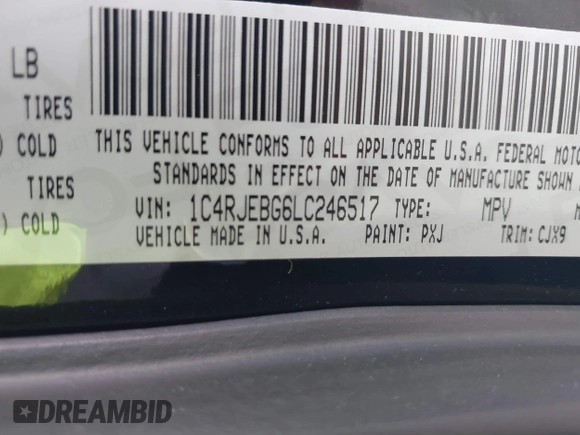 LB
TIRES
) COLD
TIRES
) COLD
THIS VEHICLE CONFORMS TO ALL APPLICABLE U.S.A. FEDERAL MOTO
STANDARDS IN EFFECT ON THE DATE OF MANUFACTURE SHOWN
VIN: 1C4RJEBG6LC246517 TYPE: MPV
VEHICLE MADE IN U.S.A. PAINT: PXJ TRIM: CJX9
DREAMBID